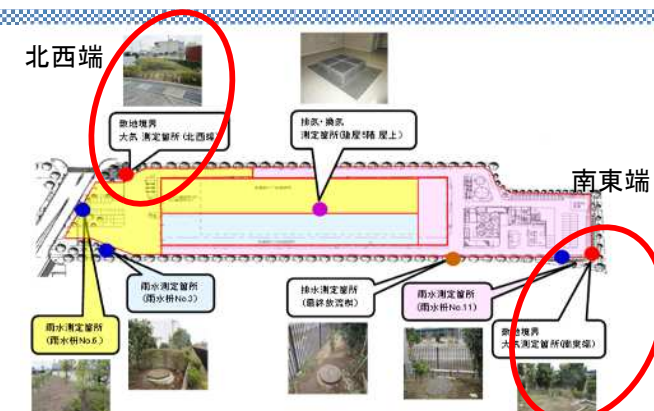 北西端
敷地境界
大気 測定箇所(北西端)
排気・換気
測定箇所(陸屋5階 屋上)
南東端
雨水測定箇所
(雨水桝No.3)
排水測定箇所
(最終放流桝)
雨水測定箇所
(雨水桝No.11)
雨水測定箇所
(雨水桝No.6)
敷地境界
大気測定箇所(南東端)